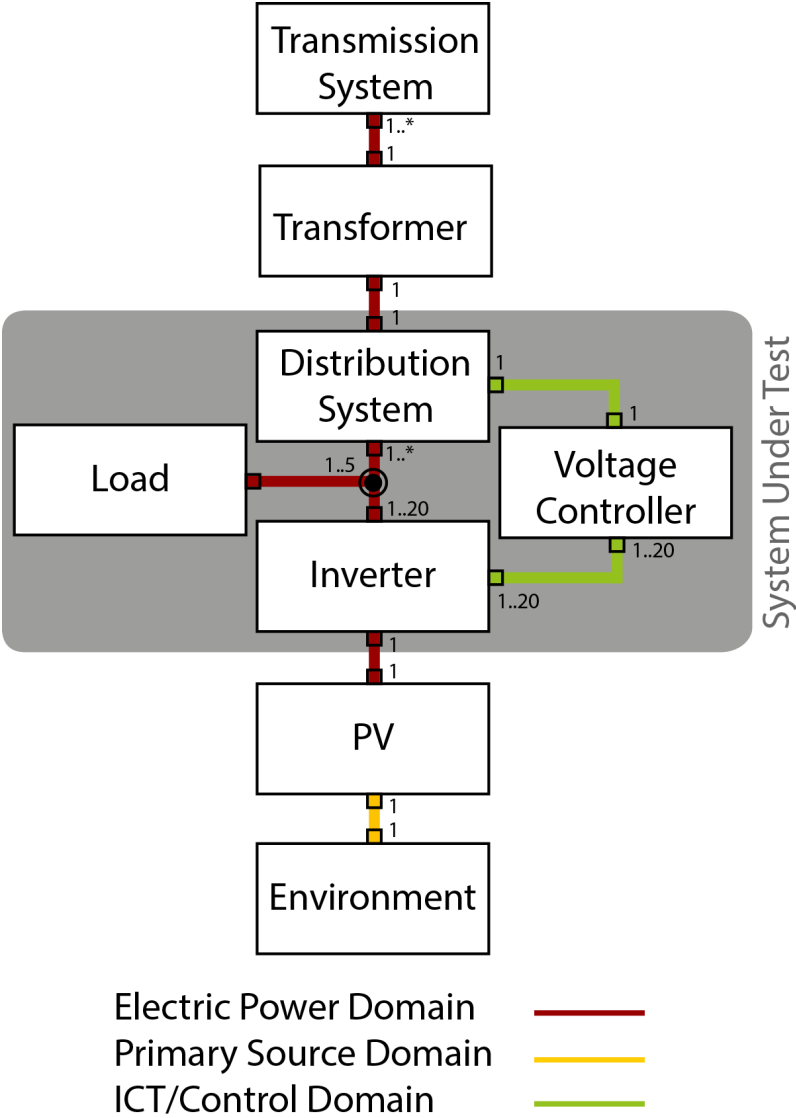 Transmission
System
1..*
1
Transformer
1
1
Distribution
System
1
1
1..*
1..5
Load
Voltage
Controller
1..20
1..20
Inverter
1..20
1
1
PV
1
1
Environment
System Under Test
Electric Power Domain
Primary Source Domain
ICT/Control Domain